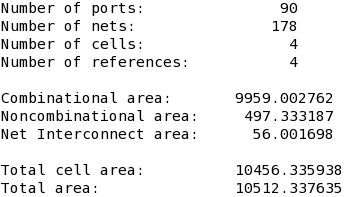 Number of ports: 90
Number of nets: 178
Number of cells: 4
Number of references: 4
Combinational area: 9959.002762
Noncombinational area: 497.333187
Net Interconnect area: 56.001698
Total cell area: 10456.335938
Total area: 10512.337635